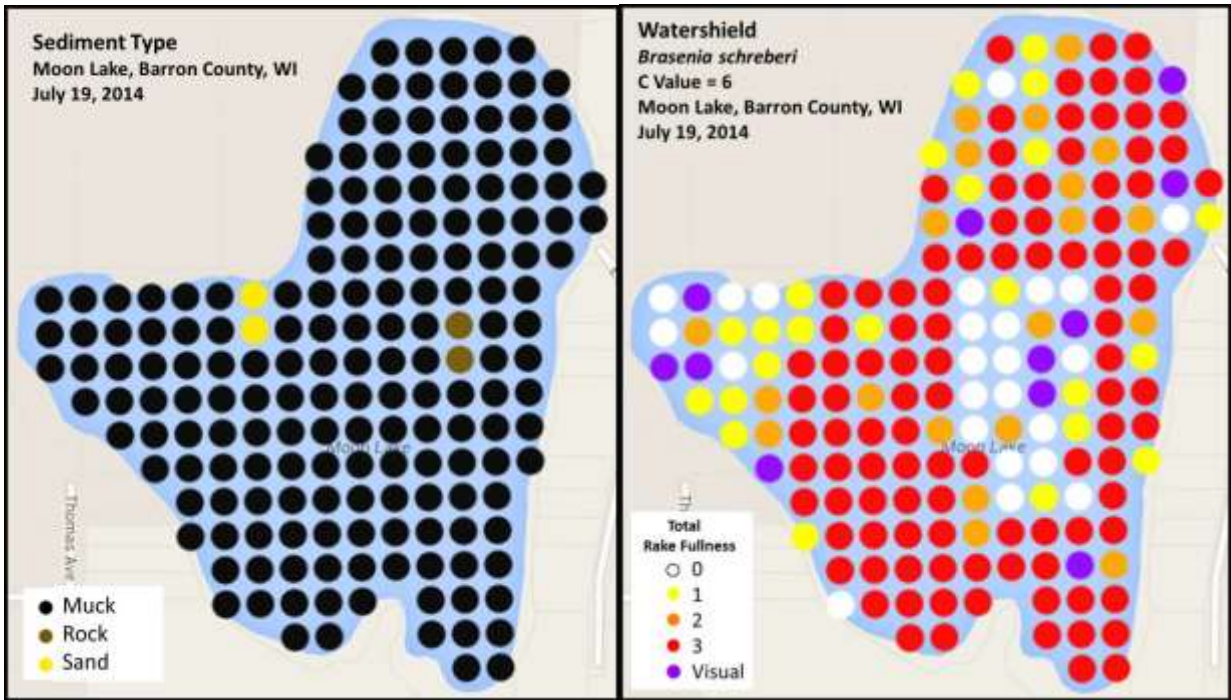 Sediment Type
Moon Lake, Barron County, WI
July 19, 2014
Moon Lake
Thomas Ave
Muck
Rock
Sand
Watershield
Brasenia schreberi
C Value = 6
Moon Lake, Barron County, WI
July 19, 2014
Moon Lake
Th
Total
Rake Fullness
0
1
2
3
Visual